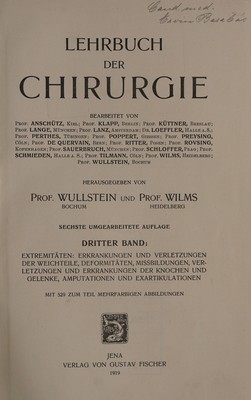 Cand med.
LEHRBUCH
DER
CHIRURGIE
BEARBEITET VON
PROF. ANSCHÜTZ, KIEL; PROF. KLAPP, BERLIN; PROF. KÜTTNER, BRESLAU;
PROF. LANGE, MÜNCHEN; PROF. LANZ, AMSTERDAM; DR. LOEFFLER, HALLE A. S.;
PROF. PERTHES, TÜBINGEN; PROF. POPPERT, GIESSEN; PROF. PREYSING,
CÖLN; PROF. DE QUERVAIN, BERN; PROF. RITTER, POSEN; PROF. ROVSING,
KOPENHAGEN; PROF. SAUERBRUCH, MÜNCHEN; PROF. SCHLOFFER, PRAG; PROF.
SCHMIEDEN, HALLE A. S.; PROF. TILMANN, CÖLN; PROF. WILMS, HEIDELBERG;
PROF. WULLSTEIN, BOCHUM
HERAUSGEGEBEN VON
PROF. WULLSTEIN UND PROF. WILMS
BOCHUM HEIDELBERG
SECHSTE UMGEARBEITETE AUFLAGE
DRITTER BAND:
EXTREMITÄTEN: ERKRANKUNGEN UND VERLETZUNGEN
DER WEICHTEILE, DEFORMITÄTEN, MISSBILDUNGEN, VER-
LETZUNGEN UND ERKRANKUNGEN DER KNOCHEN UND
GELENKE, AMPUTATIONEN UND EXARTIKULATIONEN
MIT 529 ZUM TEIL MEHRFARBIGEN ABBILDUNGEN
JENA
VERLAG VON GUSTAV FISCHER
1919